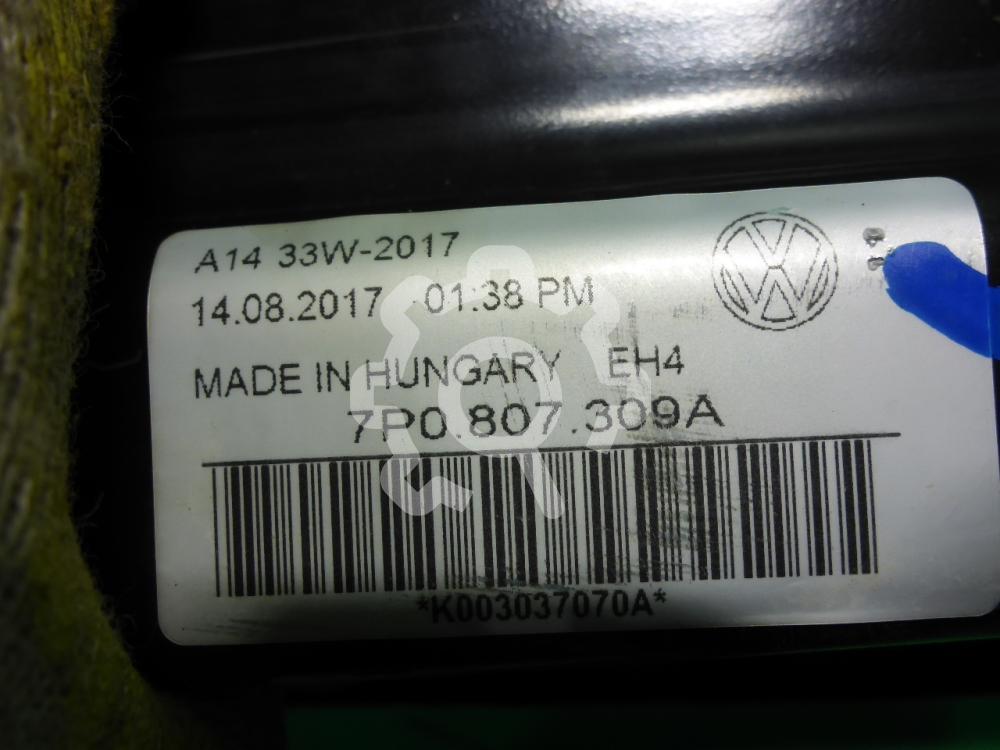 A14 33W-2017
14.08.2017 01:38 PM
MADE IN HUNGARY EH4
7P0.807.309A
*K003037070A*